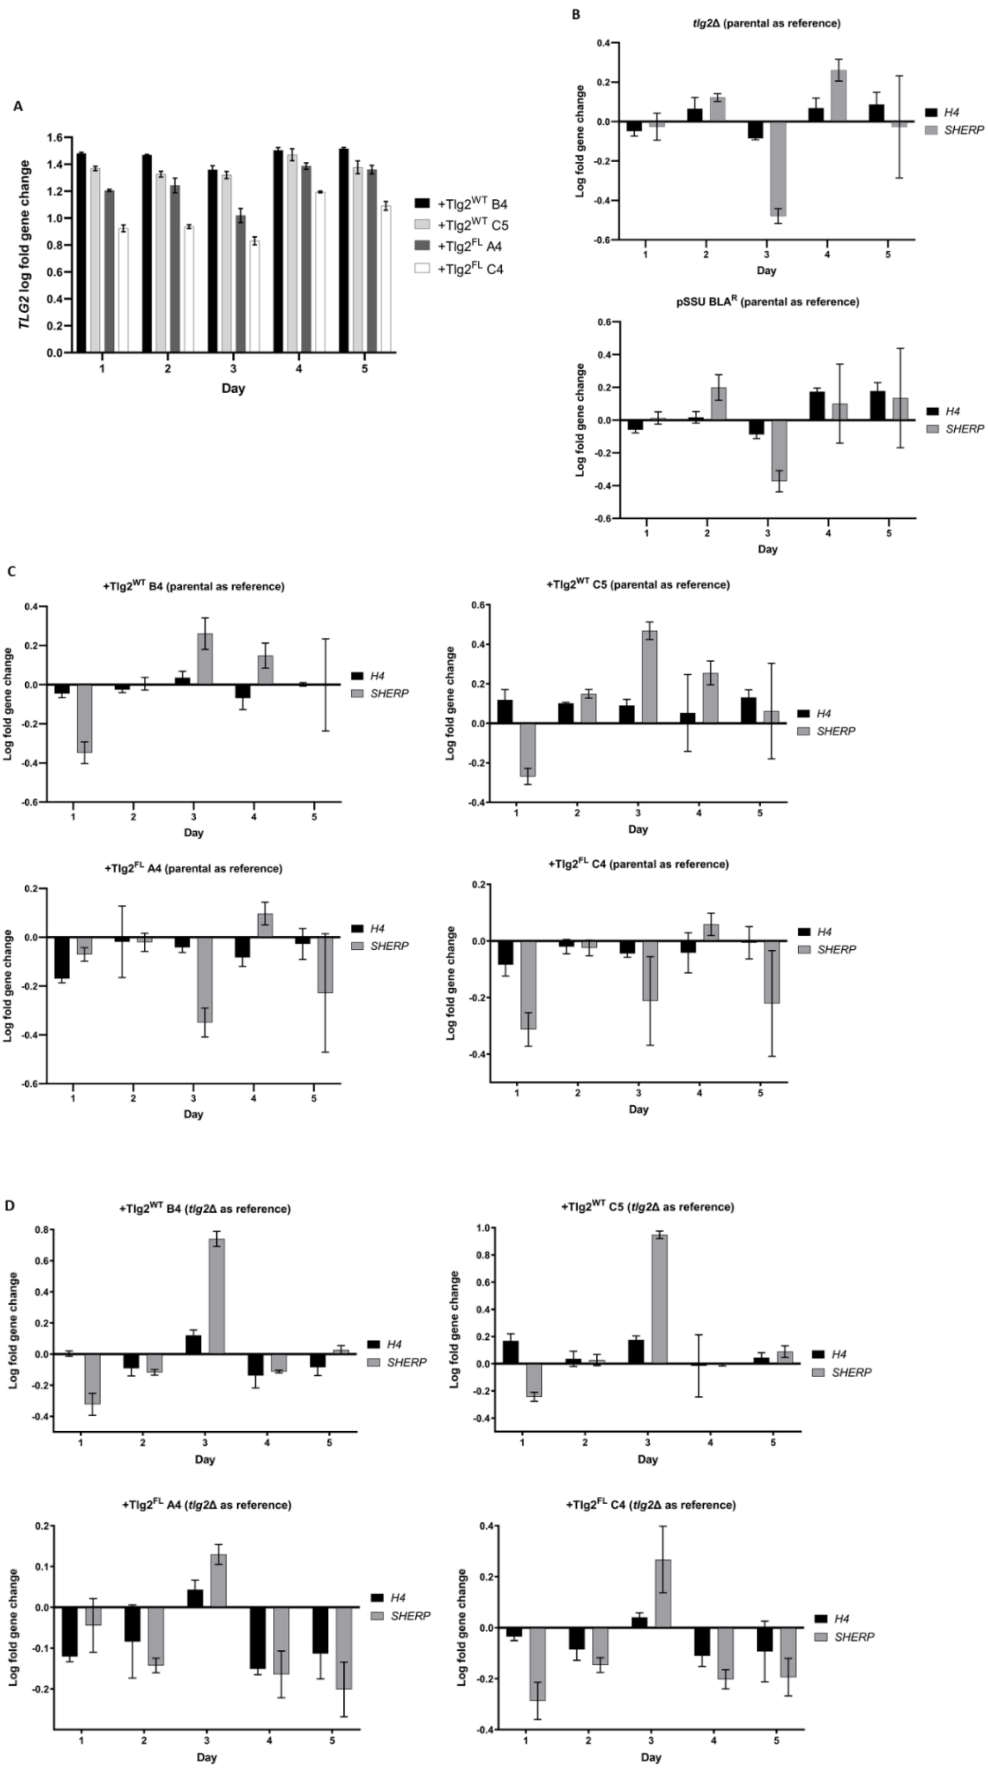 A
TLG2 log fold gene change
1.6
1.4
1.2
1.0
0.8
0.6
0.4
0.2
0.0
1 2 3 4 5
Day
+Tlg2WT B4
+Tlg2WT C5
+Tlg2FL A4
+Tlg2FL C4
B
tlg2Δ (parental as reference)
Log fold gene change
0.4
0.2
0.0
-0.2
-0.4
-0.6
1 2 3 4 5
Day
H4
SHERP
pSSU BLAR (parental as reference)
Log fold gene change
0.6
0.4
0.2
0.0
-0.2
-0.4
-0.6
1 2 3 4 5
Day
H4
SHERP
C
+Tlg2WT B4 (parental as reference)
Log fold gene change
0.4
0.2
0.0
-0.2
-0.4
-0.6
1 2 3 4 5
Day
H4
SHERP
+Tlg2WT C5 (parental as reference)
Log fold gene change
0.6
0.4
0.2
0.0
-0.2
-0.4
1 2 3 4 5
Day
H4
SHERP
+Tlg2FL A4 (parental as reference)
Log fold gene change
0.2
0.0
-0.2
-0.4
-0.6
1 2 3 4 5
Day
H4
SHERP
+Tlg2FL C4 (parental as reference)
Log fold gene change
0.2
0.0
-0.2
-0.4
1 2 3 4 5
Day
H4
SHERP
D
+Tlg2WT B4 (tlg2Δ as reference)
Log fold gene change
0.8
0.6
0.4
0.2
0.0
-0.2
-0.4
1 2 3 4 5
Day
H4
SHERP
+Tlg2WT C5 (tlg2Δ as reference)
Log fold gene change
1.0
0.8
0.6
0.4
0.2
0.0
-0.2
-0.4
1 2 3 4 5
Day
H4
SHERP
+Tlg2FL A4 (tlg2Δ as reference)
Log fold gene change
0.2
0.1
0.0
-0.1
-0.2
1 2 3 4 5
Day
H4
SHERP
+Tlg2FL C4 (tlg2Δ as reference)
Log fold gene change
0.4
0.2
0.0
-0.2
-0.4
1 2 3 4 5
Day
H4
SHERP